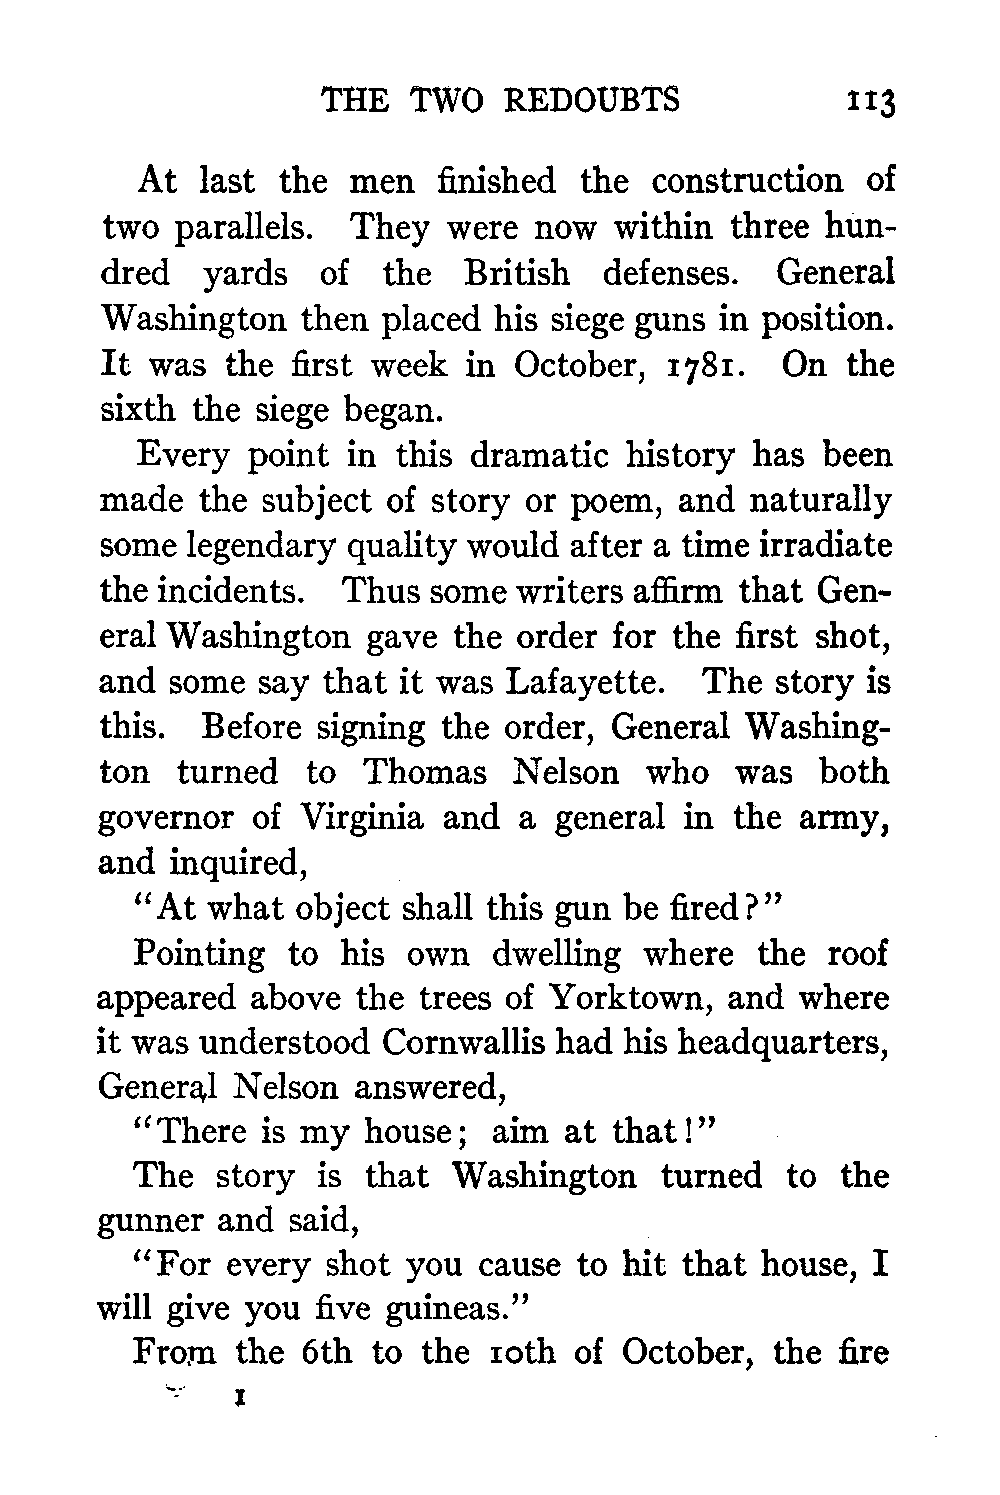 THE TWO REDOUBTS 113
At last the men finished the construction of
two parallels. They were now within three hun-
dred yards of the British defenses. General
Washington then placed his siege guns in position.
It was the first week in October, 1781. On the
sixth the siege began.
Every point in this dramatic history has been
made the subject of story or poem, and naturally
some legendary quality would after a time irradiate
the incidents. Thus some writers affirm that Gen-
eral Washington gave the order for the first shot,
and some say that it was Lafayette. The story is
this. Before signing the order, General Washing-
ton turned to Thomas Nelson who was both
governor of Virginia and a general in the army,
and inquired,
"At what object shall this gun be fired?"
Pointing to his own dwelling where the roof
appeared above the trees of Yorktown, and where
it was understood Cornwallis had his headquarters,
General Nelson answered,
"There is my house; aim at that!"
The story is that Washington turned to the
gunner and said,
"For every shot you cause to hit that house, I
will give you five guineas."
From the 6th to the 10th of October, the fire
I